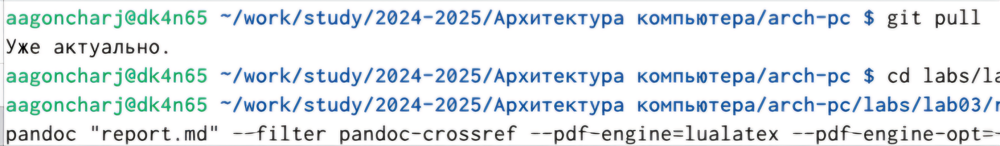 aagoncharj@dk4n65 ~/work/study/2024-2025/Архитектура компьютера/arch-pc $ git pull
Уже актуально.
aagoncharj@dk4n65 ~/work/study/2024-2025/Архитектура компьютера/arch-pc $ cd labs/la
aagoncharj@dk4n65 ~/work/study/2024-2025/Архитектура компьютера/arch-pc/labs/lab03/
pandoc "report.md" --filter pandoc-crossref --pdf-engine=lualatex --pdf-engine-opt=-